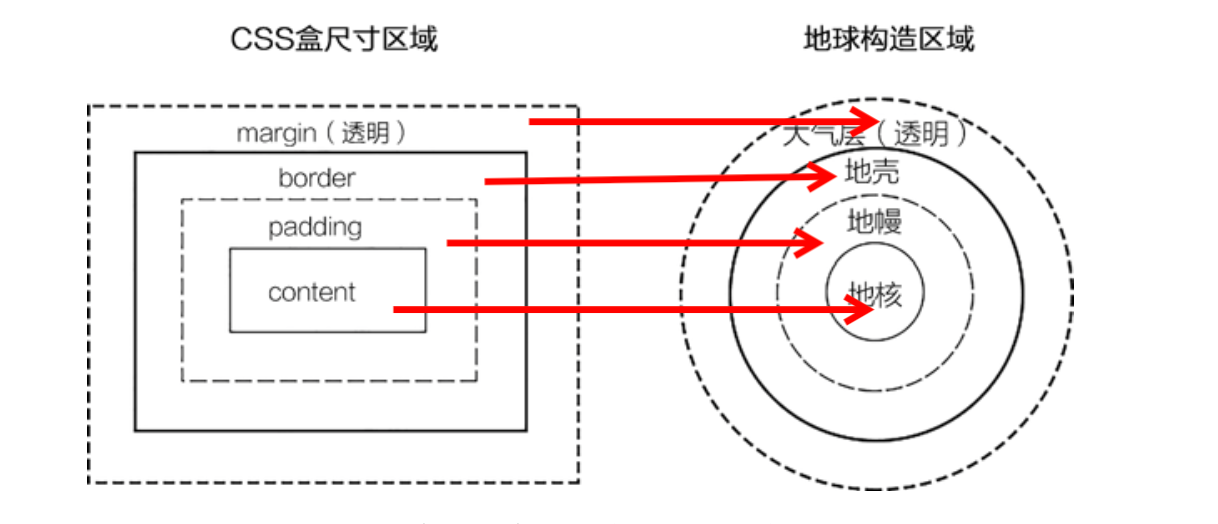 CSS盒尺寸区域
地球构造区域
margin（透明）
大气层（透明）
border
地壳
padding
地幔
content
地核